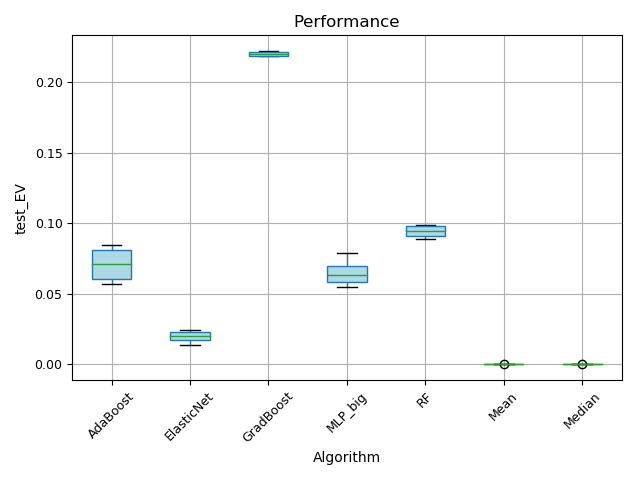 Performance
test_EV
0.20
0.15
0.10
0.05
0.00
AdaBoost
ElasticNet
GradBoost
MLP_big
RF
Mean
Median
Algorithm